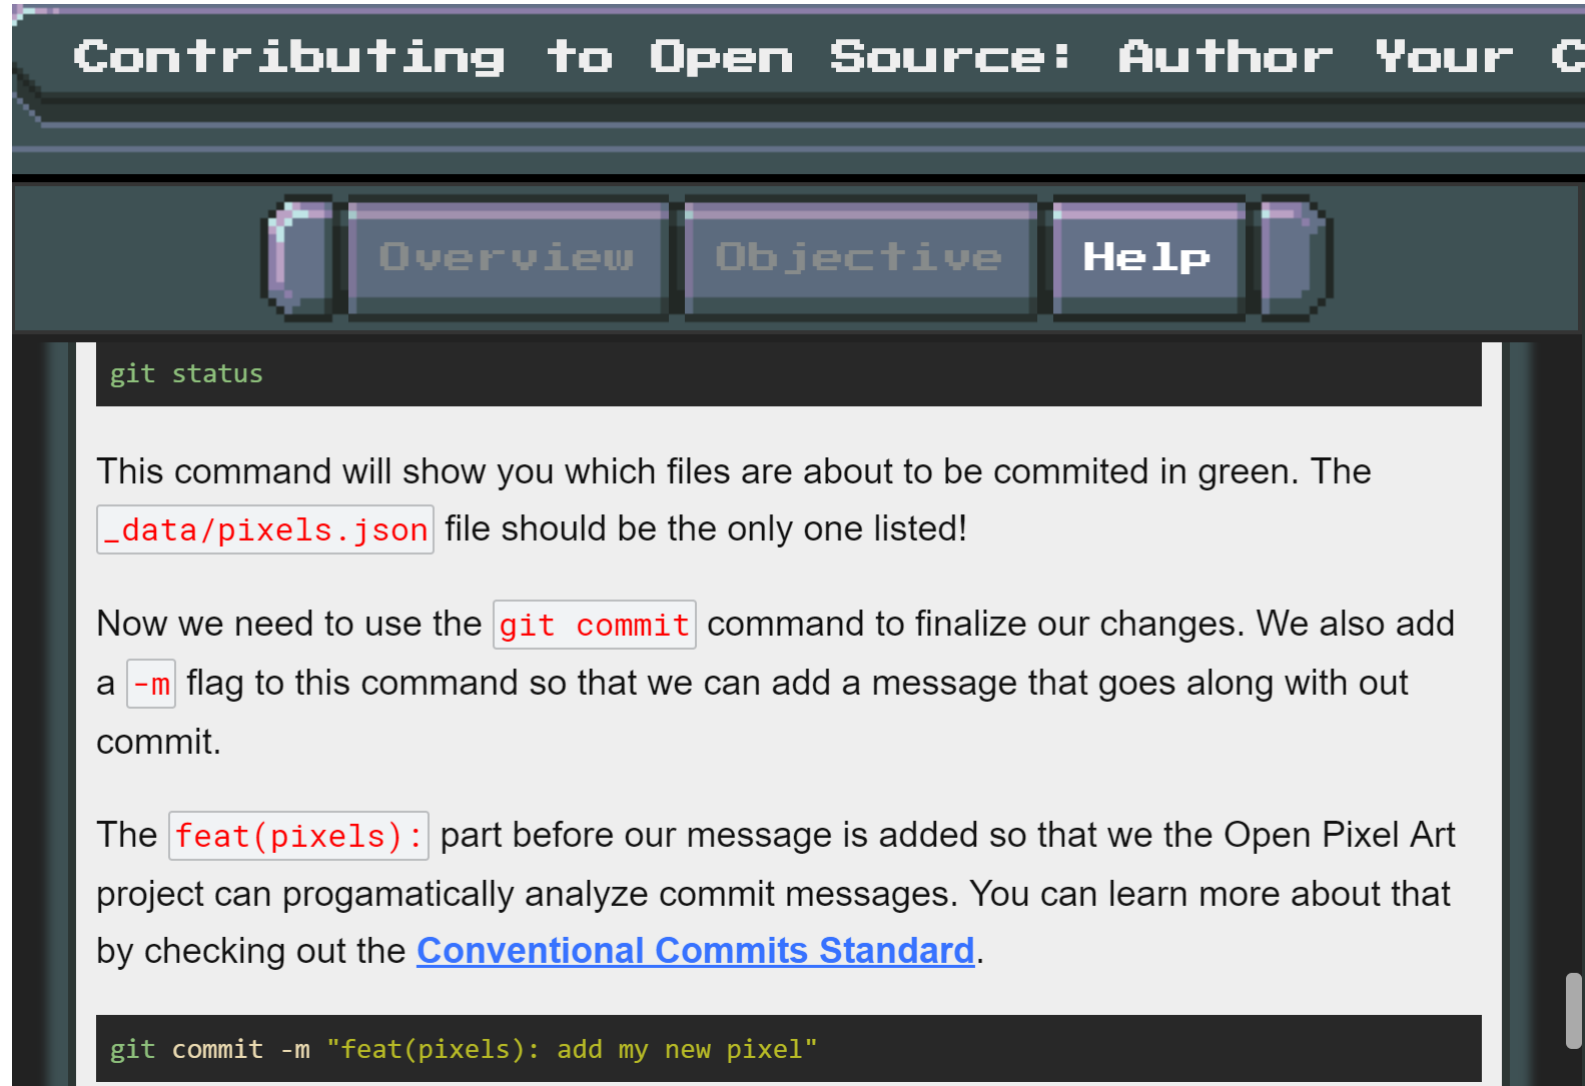 Contributing to Open Source: Author Your C
Overview Objective Help
git status
This command will show you which files are about to be commited in green. The
_data/pixels.json file should be the only one listed!
Now we need to use the git commit command to finalize our changes. We also add
a -m flag to this command so that we can add a message that goes along with out
commit.
The feat(pixels): part before our message is added so that we the Open Pixel Art
project can progamatically analyze commit messages. You can learn more about that
by checking out the Conventional Commits Standard.
git commit -m "feat(pixels): add my new pixel"